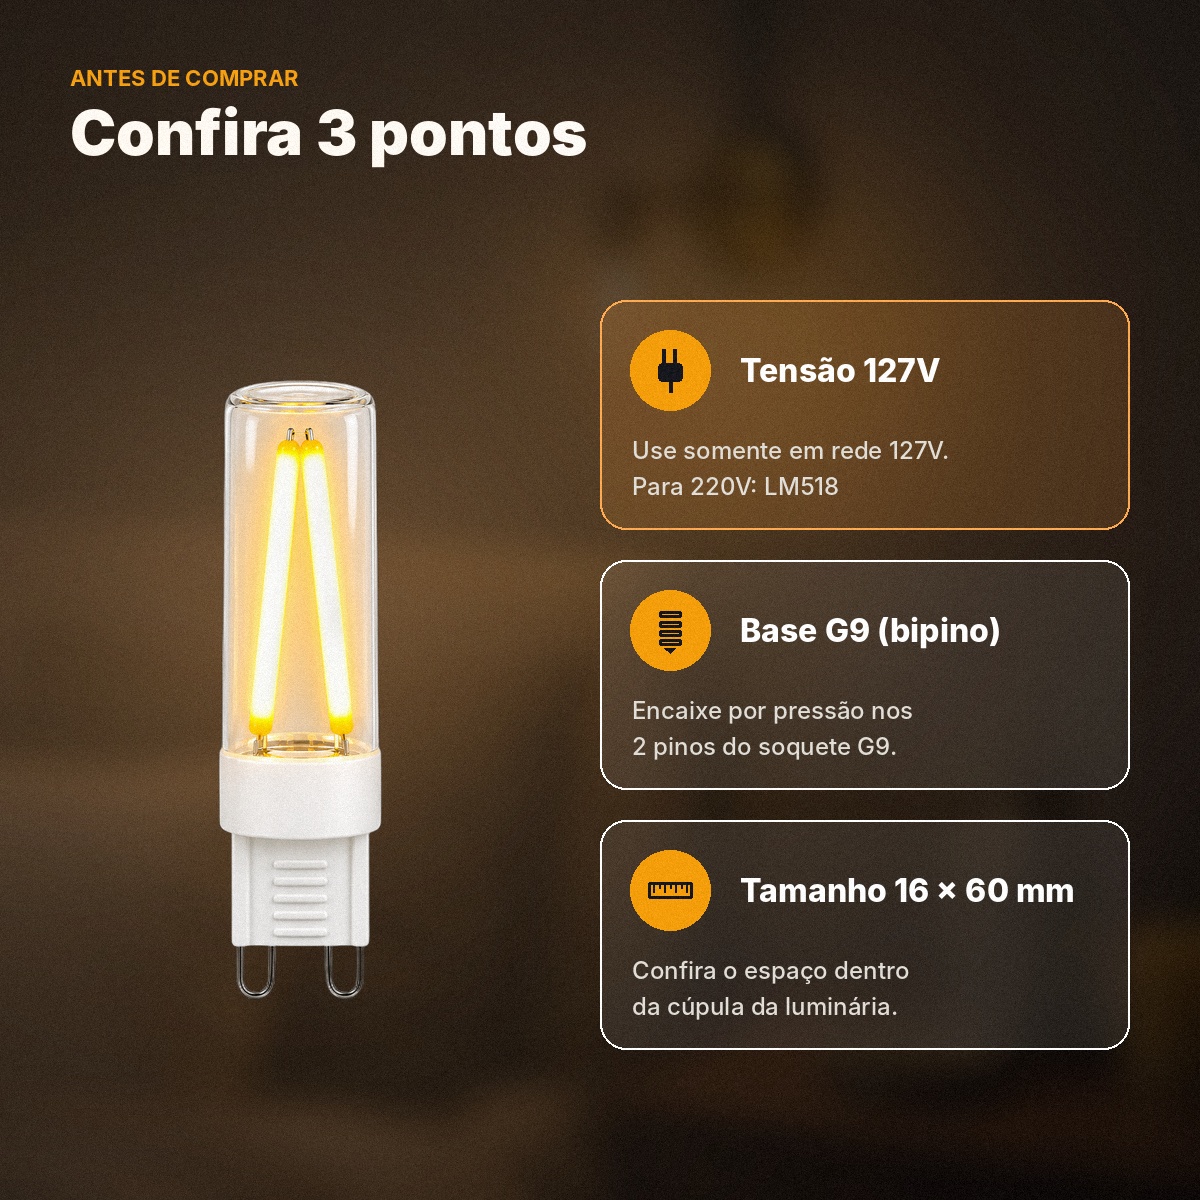 ANTES DE COMPRAR
Confira 3 pontos
Tensão 127V
Use somente em rede 127V.
Para 220V: LM518
Base G9 (bipino)
Encaixe por pressão nos
2 pinos do soquete G9.
Tamanho 16 × 60 mm
Confira o espaço dentro
da cúpula da luminária.